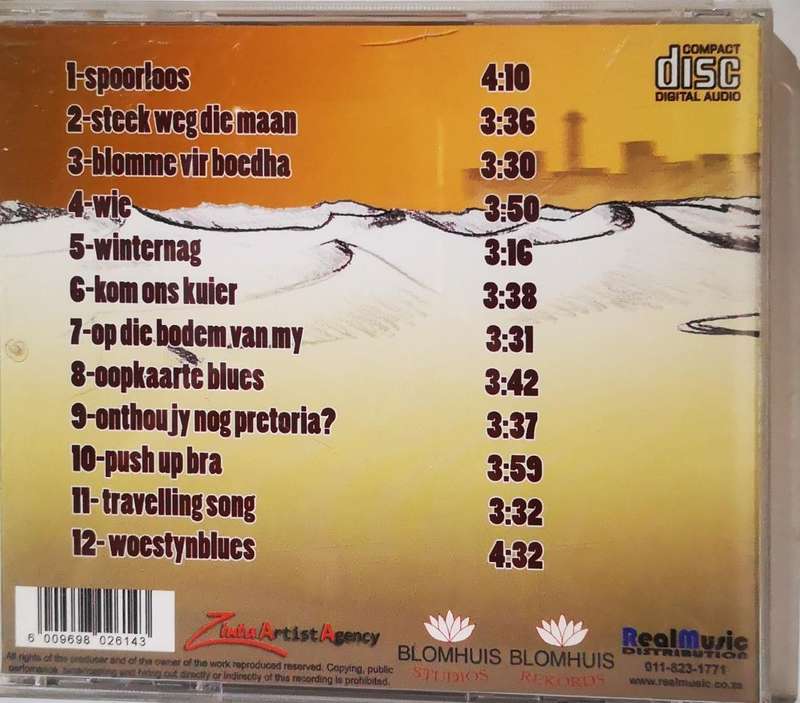 COMPACT
disc
DIGITAL AUDIO
1-spoorloos 4:10
2-steek weg die maan 3:36
3-blomme vir boedha 3:30
4-wie 3:50
5-winternag 3:16
6-kom ons kuier 3:38
7-op die bodem van my 3:31
8-oopkaarte blues 3:42
9-onthou jy nog pretoria? 3:37
10-push up bra 3:59
11-travelling song 3:32
12-woestynblues 4:32
6 009698 026143
Artist Agency
BLOMHUIS STUDIOS
BLOMHUIS REKORDS
RealMusic
DISTRIBUTION
011-823-1771
www.realmusic.co.za
All rights of the producer and of the owner of the work reproduced reserved. Copying, public
performance, and hiring out directly or indirectly of this recording is prohibited.